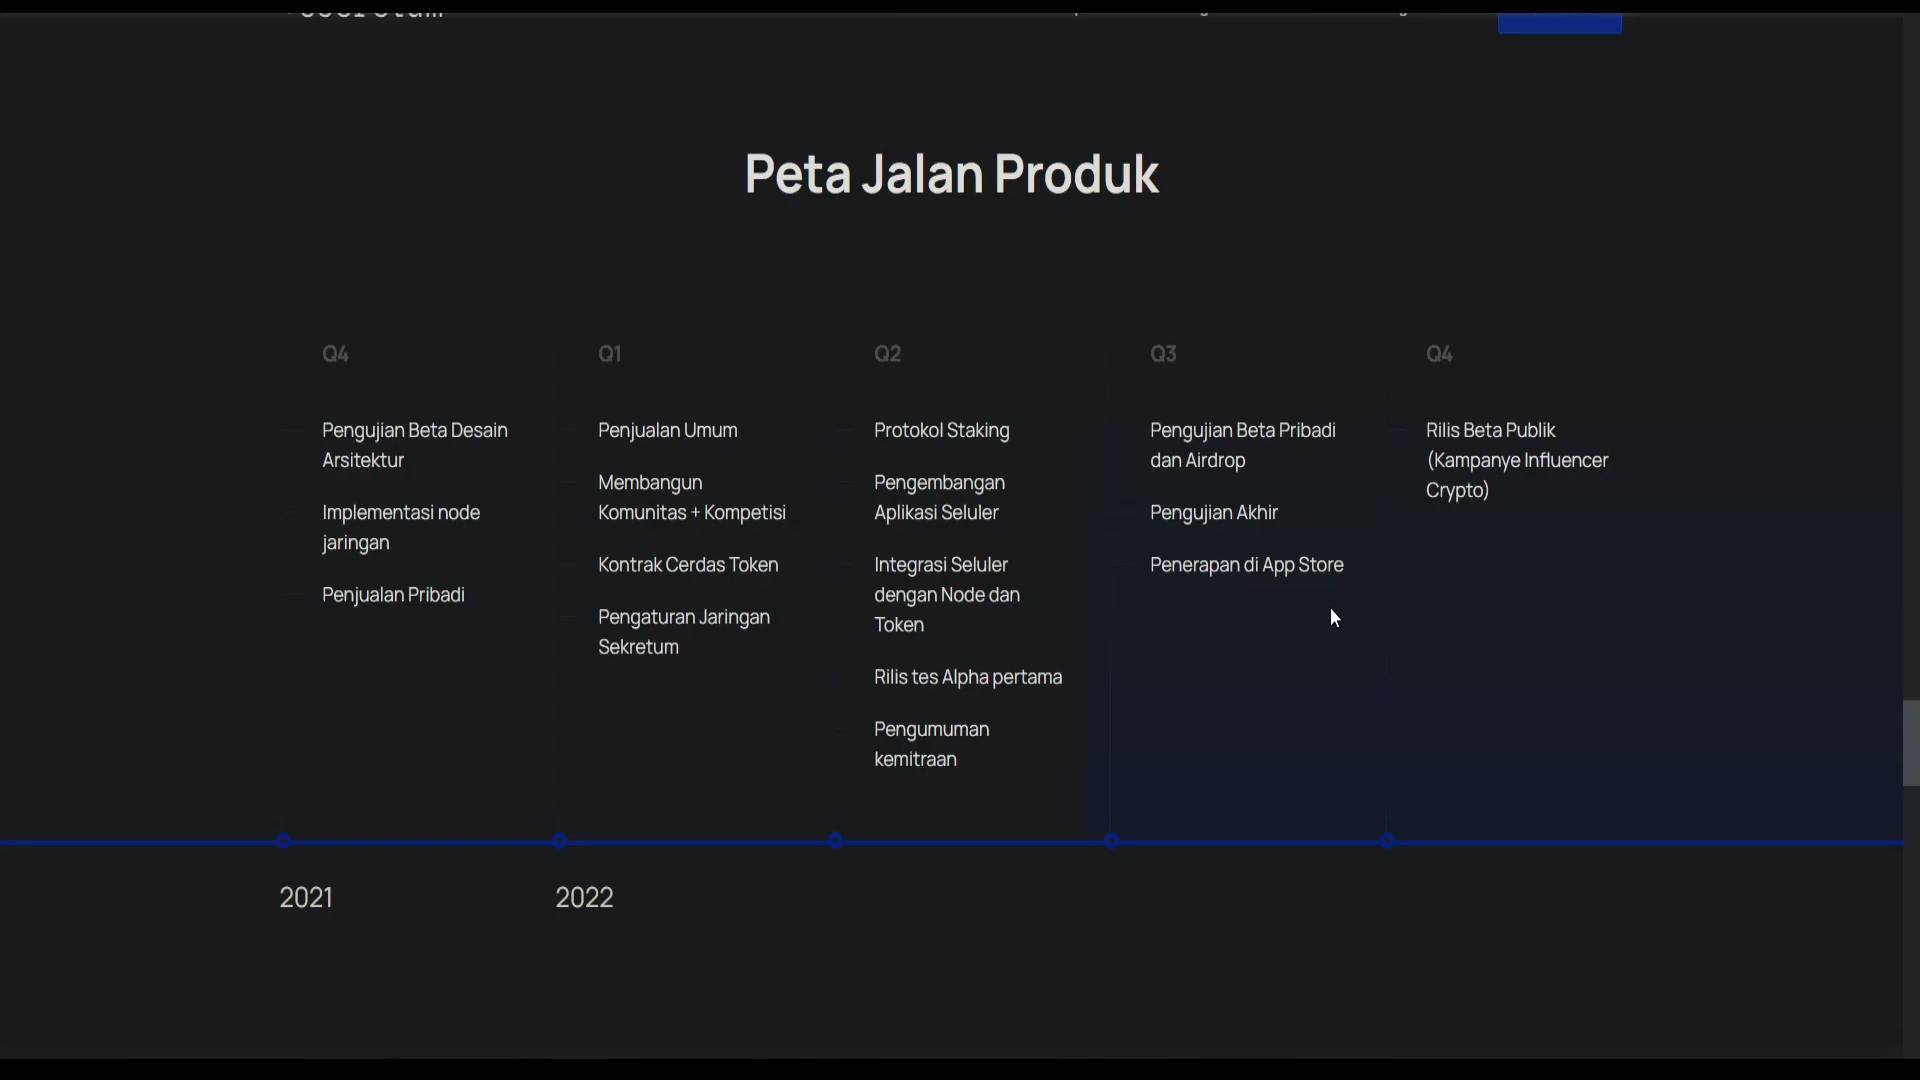 Peta Jalan Produk
Q4
Pengujian Beta Desain
Arsitektur
Implementasi node
jaringan
Penjualan Pribadi
Q1
Penjualan Umum
Membangun
Komunitas + Kompetisi
Kontrak Cerdas Token
Pengaturan Jaringan
Sekretum
Q2
Protokol Staking
Pengembangan
Aplikasi Seluler
Integrasi Seluler
dengan Node dan
Token
Rilis tes Alpha pertama
Pengumuman
kemitraan
Q3
Pengujian Beta Pribadi
dan Airdrop
Pengujian Akhir
Penerapan di App Store
Q4
Rilis Beta Publik
(Kampanye Influencer
Crypto)
2021
2022